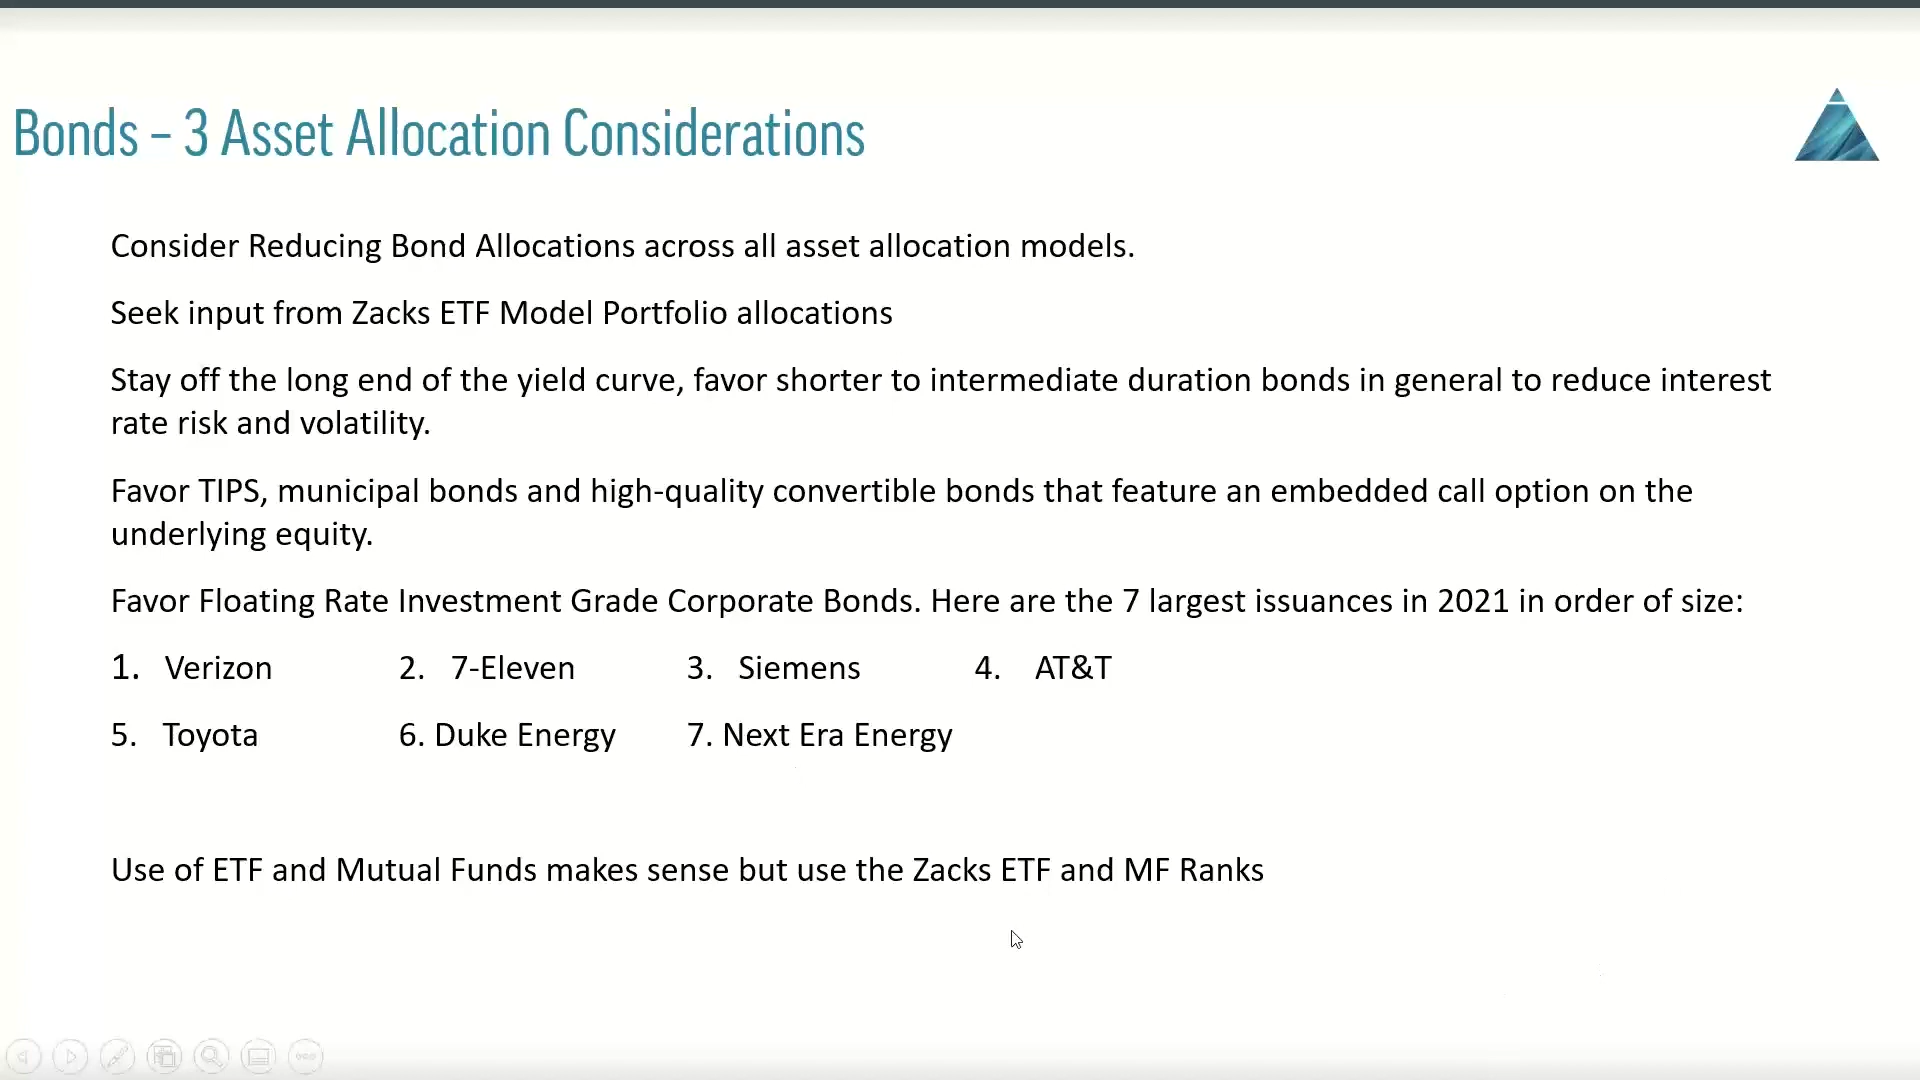 Bonds – 3 Asset Allocation Considerations
Consider Reducing Bond Allocations across all asset allocation models.
Seek input from Zacks ETF Model Portfolio allocations
Stay off the long end of the yield curve, favor shorter to intermediate duration bonds in general to reduce interest
rate risk and volatility.
Favor TIPS, municipal bonds and high-quality convertible bonds that feature an embedded call option on the
underlying equity.
Favor Floating Rate Investment Grade Corporate Bonds. Here are the 7 largest issuances in 2021 in order of size:
1. Verizon 2. 7-Eleven 3. Siemens 4. AT&T
5. Toyota 6. Duke Energy 7. Next Era Energy
Use of ETF and Mutual Funds makes sense but use the Zacks ETF and MF Ranks